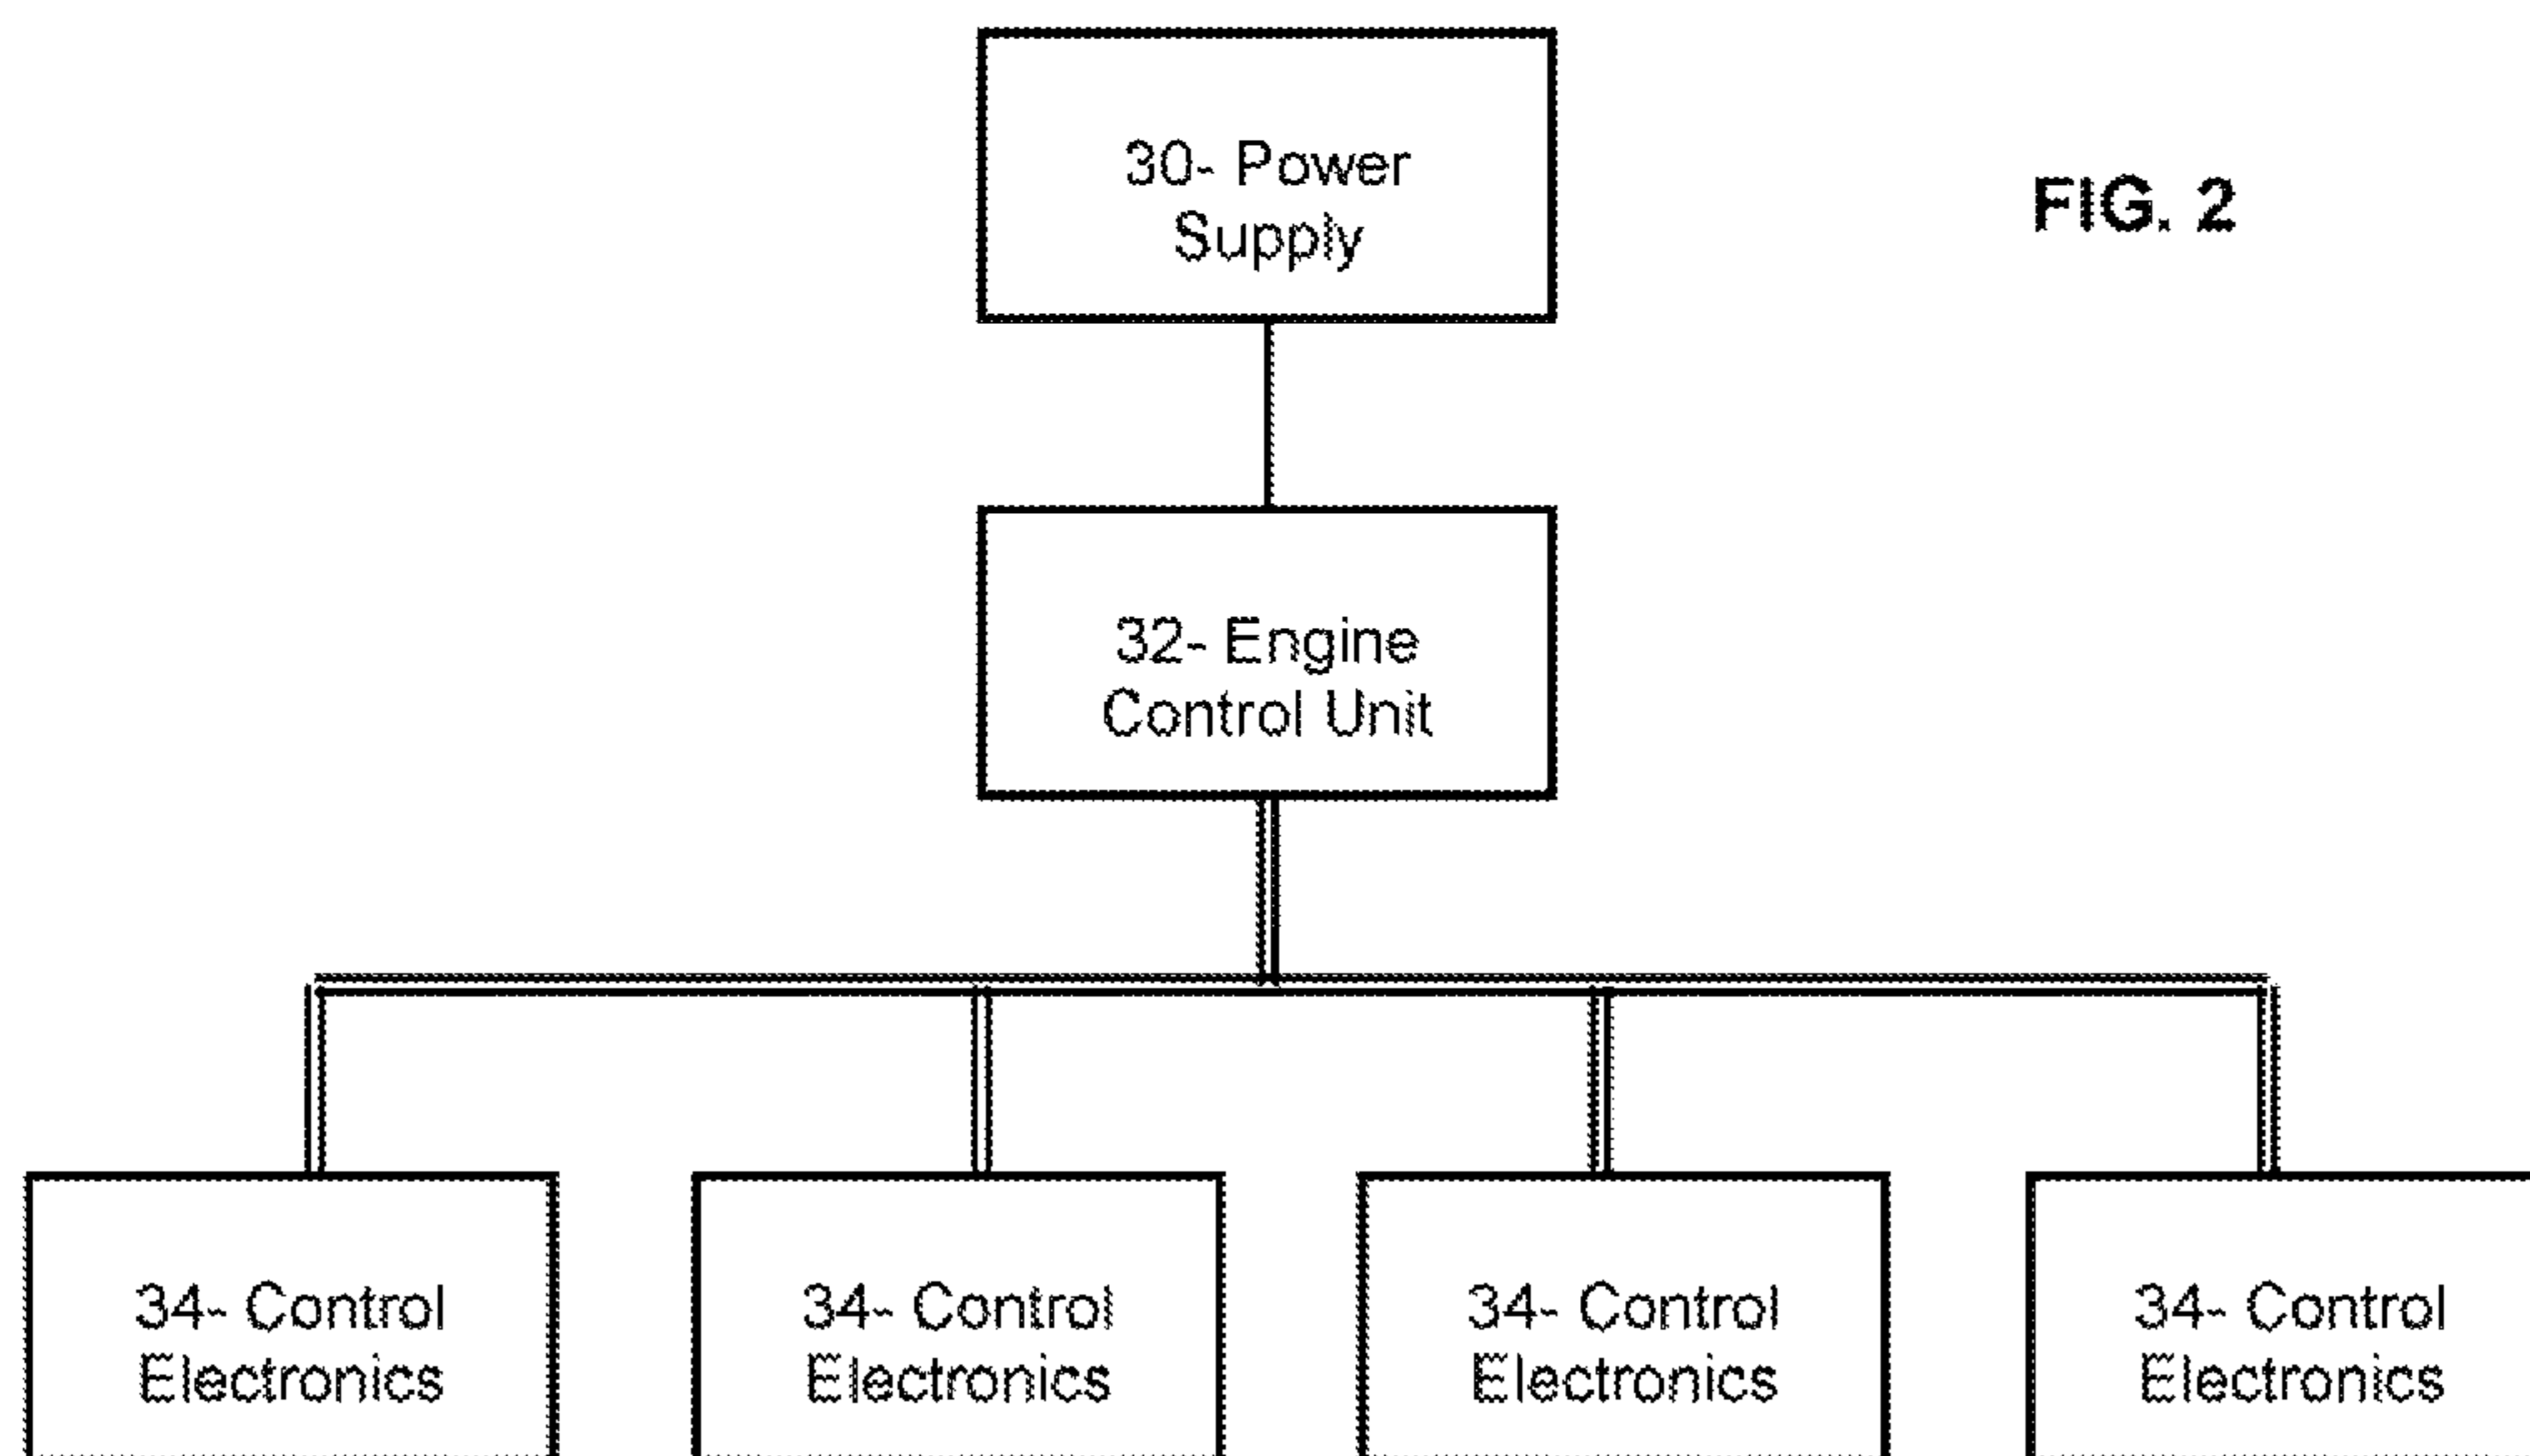 30- Power
Supply
FIG. 2
32- Engine
Control Unit
34- Control
Electronics
34- Control
Electronics
34- Control
Electronics
34- Control
Electronics